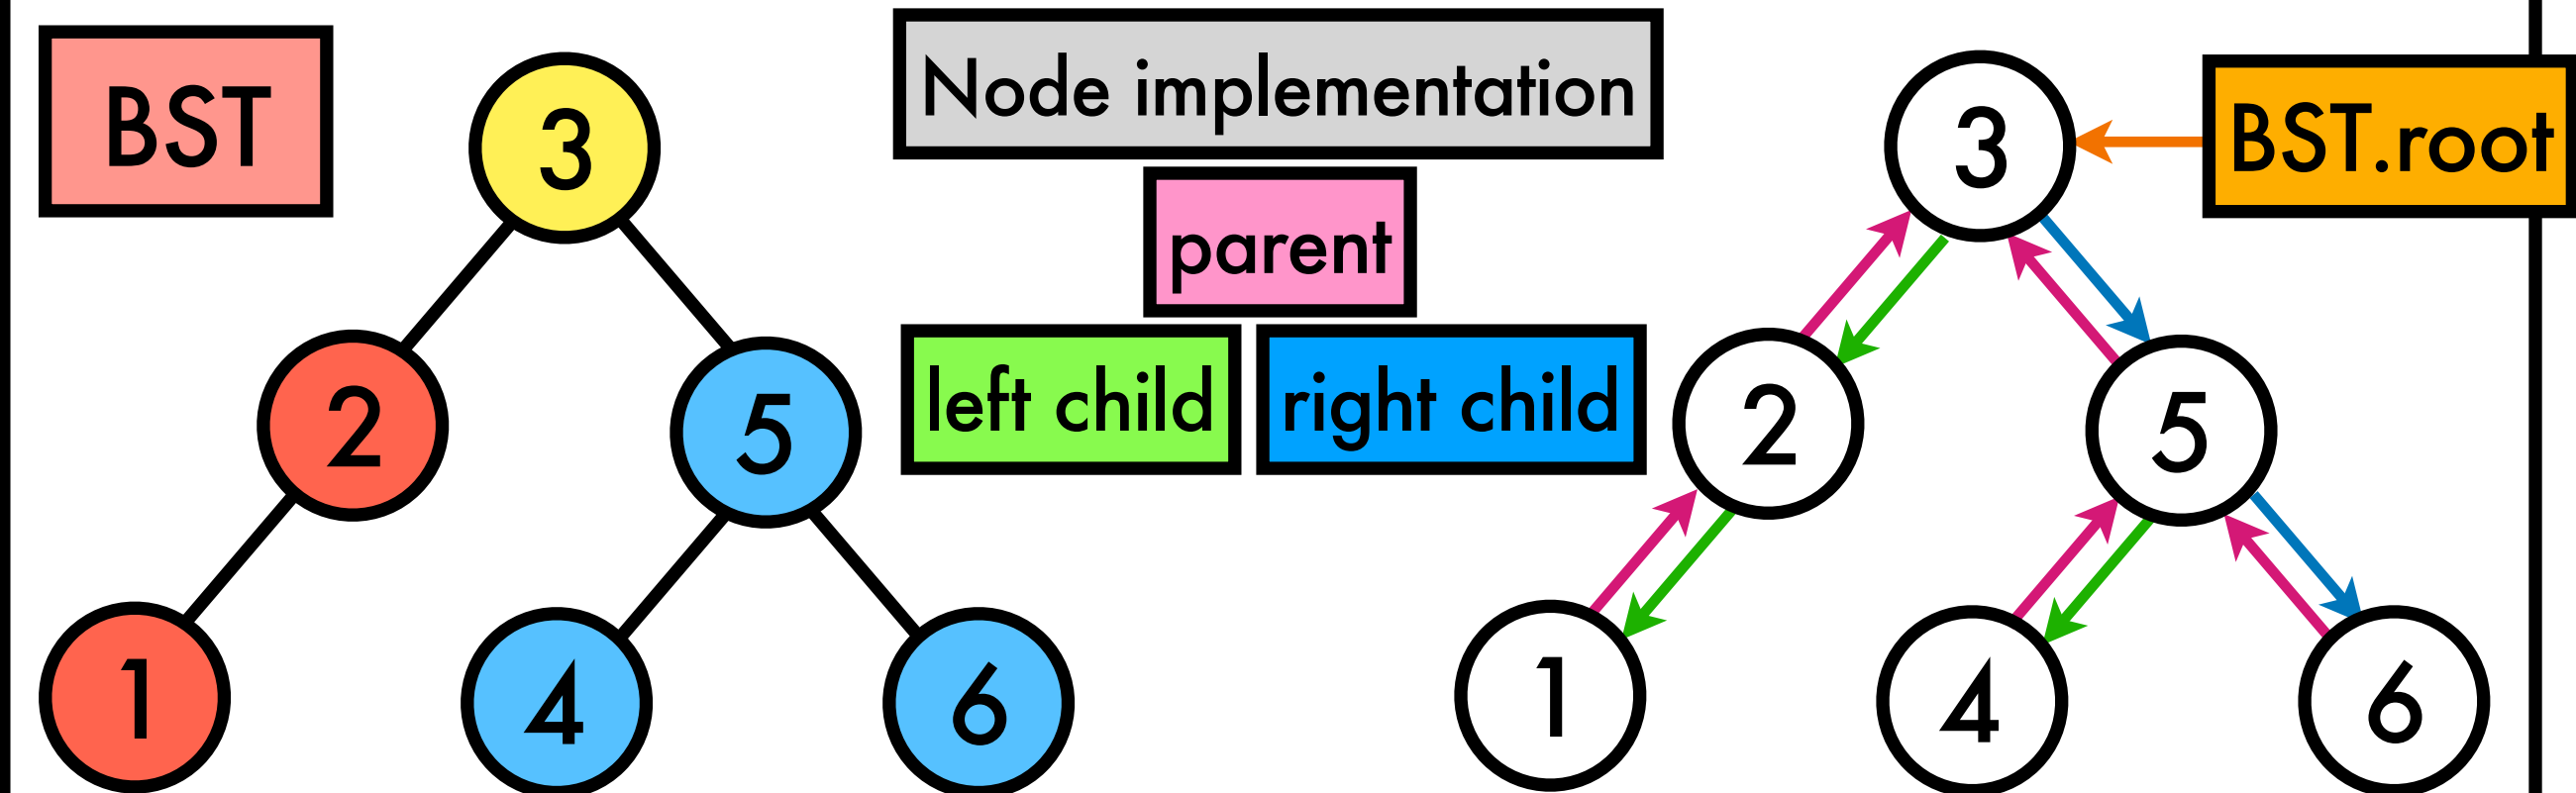 BST
3
2
5
1
4
6
Node implementation
parent
left child
right child
3
BST.root
2
5
1
4
6